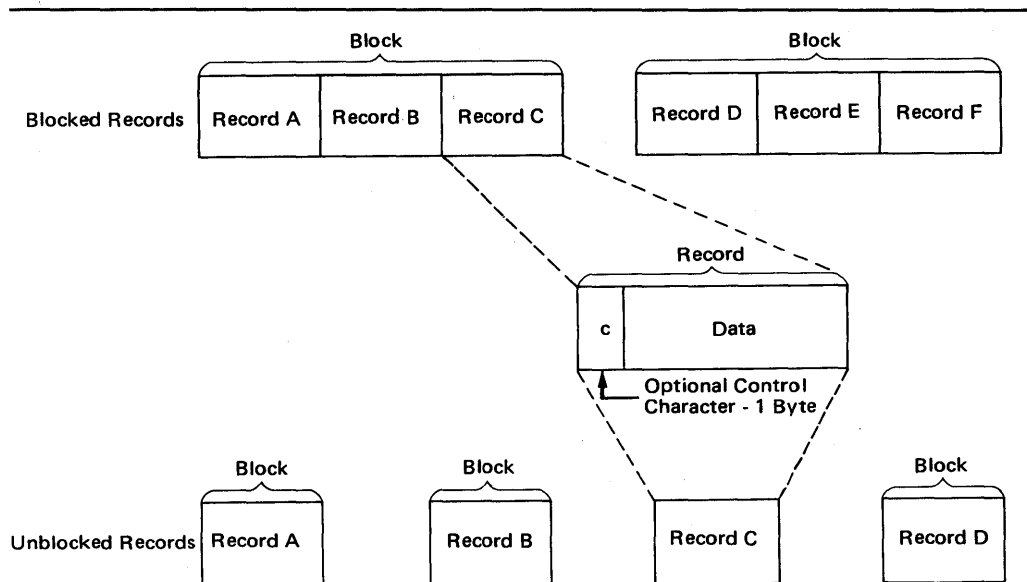 Block
Block
Blocked Records
Record A
Record B
Record C
Record D
Record E
Record F
Record
c
Data
Optional Control
Character - 1 Byte
Block
Block
Block
Unblocked Records
Record A
Record B
Record C
Record D